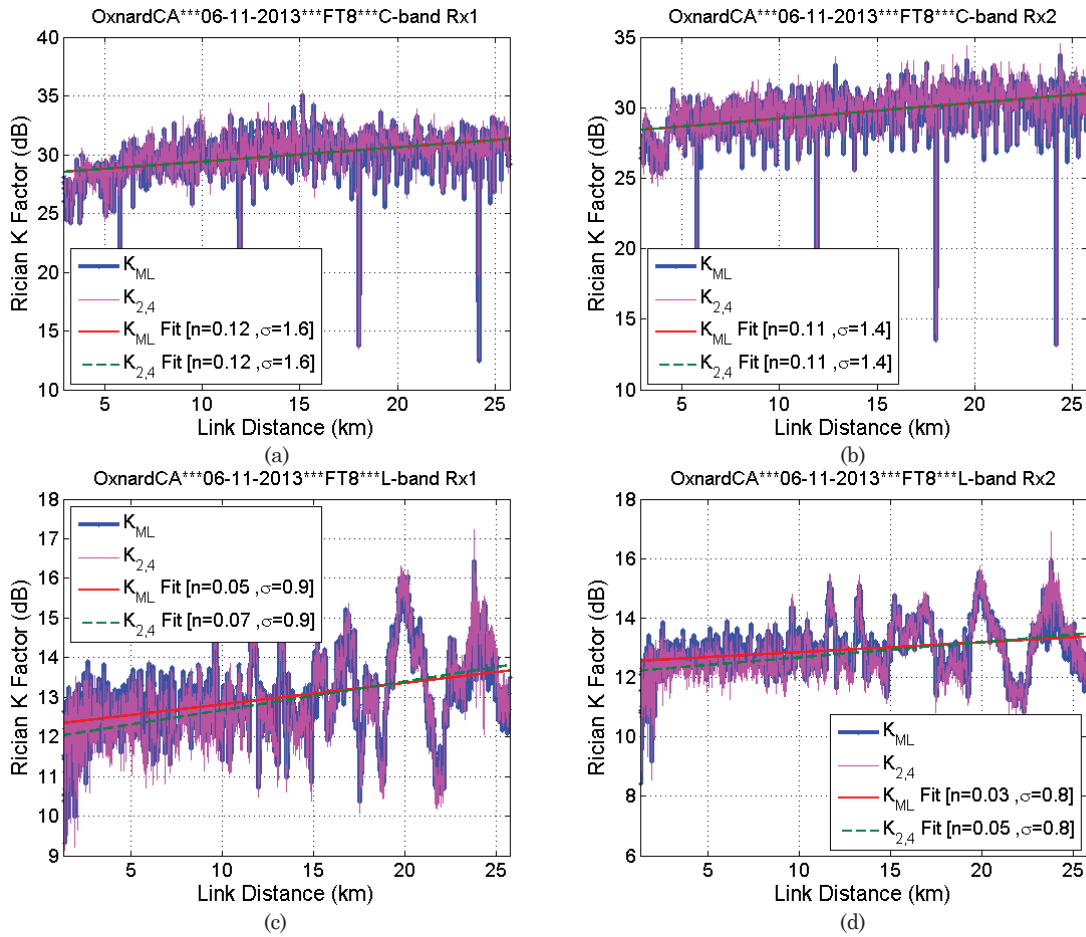 OxnardCA***06-11-2013***FT8***C-band Rx1
Rician K Factor (dB)
40
35
30
25
20
15
10
K_ML
K_2,4
K_ML Fit [n=0.12 ,σ=1.6]
K_2,4 Fit [n=0.12 ,σ=1.6]
5 10 15 20 25
Link Distance (km)
(a)
OxnardCA***06-11-2013***FT8***C-band Rx2
Rician K Factor (dB)
35
30
25
20
15
10
K_ML
K_2,4
K_ML Fit [n=0.11 ,σ=1.4]
K_2,4 Fit [n=0.11 ,σ=1.4]
5 10 15 20 25
Link Distance (km)
(b)
OxnardCA***06-11-2013***FT8***L-band Rx1
Rician K Factor (dB)
18
17
16
15
14
13
12
11
10
9
K_ML
K_2,4
K_ML Fit [n=0.05 ,σ=0.9]
K_2,4 Fit [n=0.07 ,σ=0.9]
5 10 15 20 25
Link Distance (km)
(c)
OxnardCA***06-11-2013***FT8***L-band Rx2
Rician K Factor (dB)
18
16
14
12
10
8
6
K_ML
K_2,4
K_ML Fit [n=0.03 ,σ=0.8]
K_2,4 Fit [n=0.05 ,σ=0.8]
5 10 15 20 25
Link Distance (km)
(d)